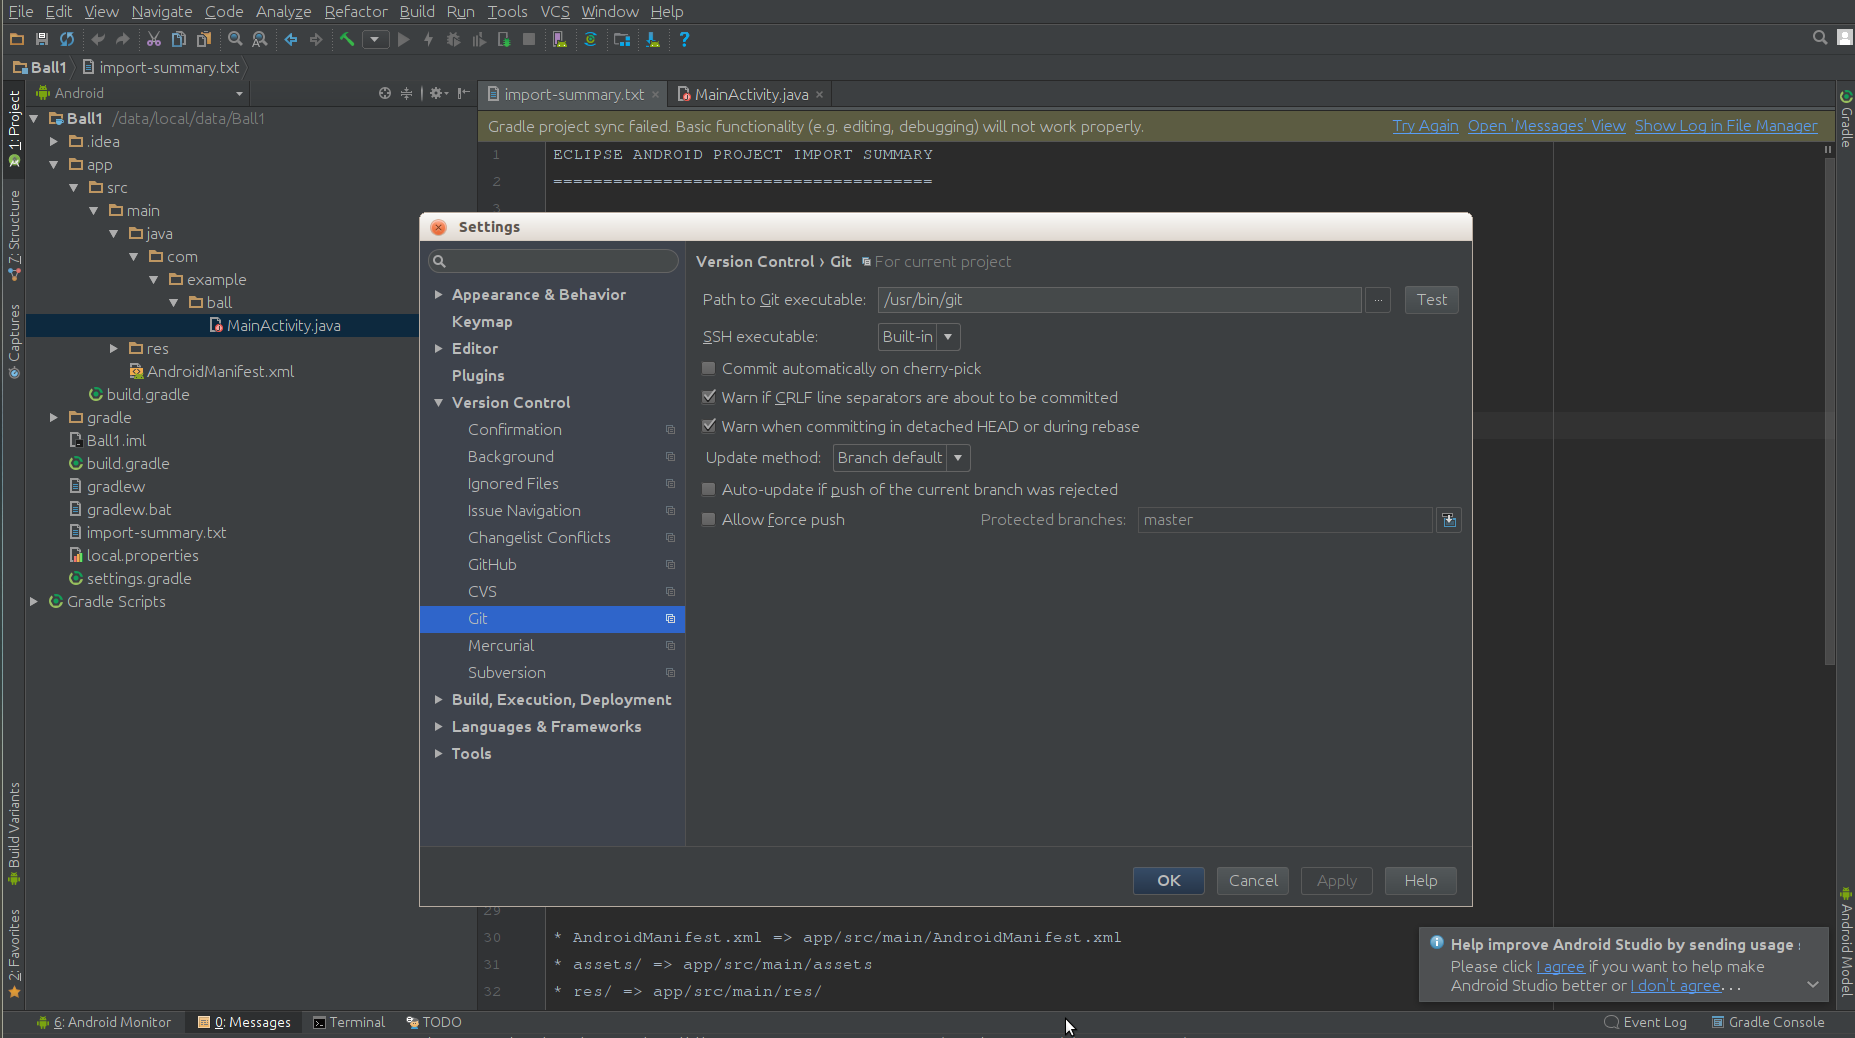 File Edit View Navigate Code Analyze Refactor Build Run Tools VCS Window Help
Ball1 import-summary.txt
1: Project
7: Structure
Captures
Build Variants
2: Favorites
Android
Ball1 /data/local/data/Ball1
.idea
app
src
main
java
com
example
ball
MainActivity.java
res
AndroidManifest.xml
build.gradle
gradle
Ball1.iml
build.gradle
gradlew
gradlew.bat
import-summary.txt
local.properties
settings.gradle
Gradle Scripts
import-summary.txt MainActivity.java
Gradle project sync failed. Basic functionality (e.g. editing, debugging) will not work properly. Try Again Open 'Messages' View Show Log in File Manager
1 ECLIPSE ANDROID PROJECT IMPORT SUMMARY
2 ======================================
3
Settings
Appearance & Behavior
Keymap
Editor
Plugins
Version Control
Confirmation
Background
Ignored Files
Issue Navigation
Changelist Conflicts
GitHub
CVS
Git
Mercurial
Subversion
Build, Execution, Deployment
Languages & Frameworks
Tools
Version Control › Git For current project
Path to Git executable: /usr/bin/git ... Test
SSH executable: Built-in
Commit automatically on cherry-pick
Warn if CRLF line separators are about to be committed
Warn when committing in detached HEAD or during rebase
Update method: Branch default
Auto-update if push of the current branch was rejected
Allow force push Protected branches: master
OK Cancel Apply Help
29
30 * AndroidManifest.xml => app/src/main/AndroidManifest.xml
31 * assets/ => app/src/main/assets
32 * res/ => app/src/main/res/
Help improve Android Studio by sending usage
Please click I agree if you want to help make
Android Studio better or I don't agree...
Gradle
Android Model
6: Android Monitor 0: Messages Terminal TODO Event Log Gradle Console